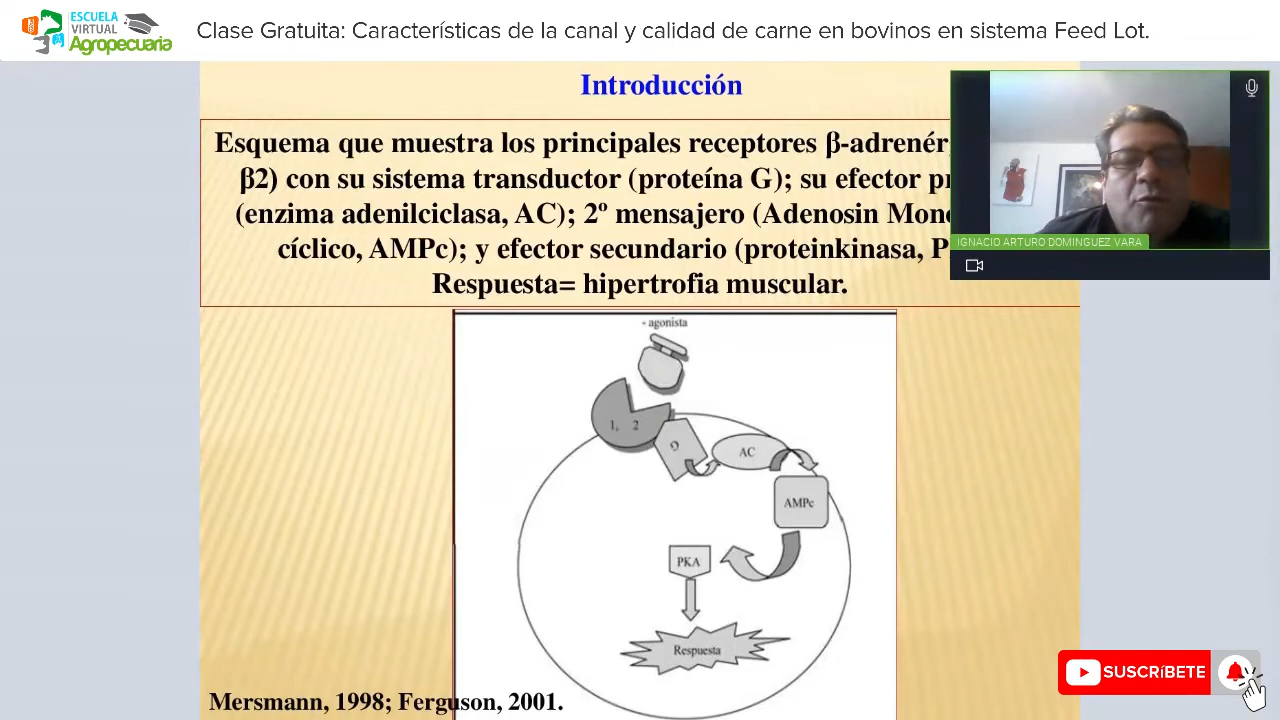 ESCUELA
VIRTUAL
Agropecuaria
Clase Gratuita: Características de la canal y calidad de carne en bovinos en sistema Feed Lot.
Introducción
Esquema que muestra los principales receptores β-adrenér
β2) con su sistema transductor (proteína G); su efector pr
(enzima adenilciclasa, AC); 2º mensajero (Adenosin Mono
cíclico, AMPc); y efector secundario (proteinkinasa, P
Respuesta= hipertrofia muscular.
IGNACIO ARTURO DOMINGUEZ VARA
- agonista
1, 2
AC
AMPc
PKA
Respuesta
Mersmann, 1998; Ferguson, 2001.
SUSCRíBETE